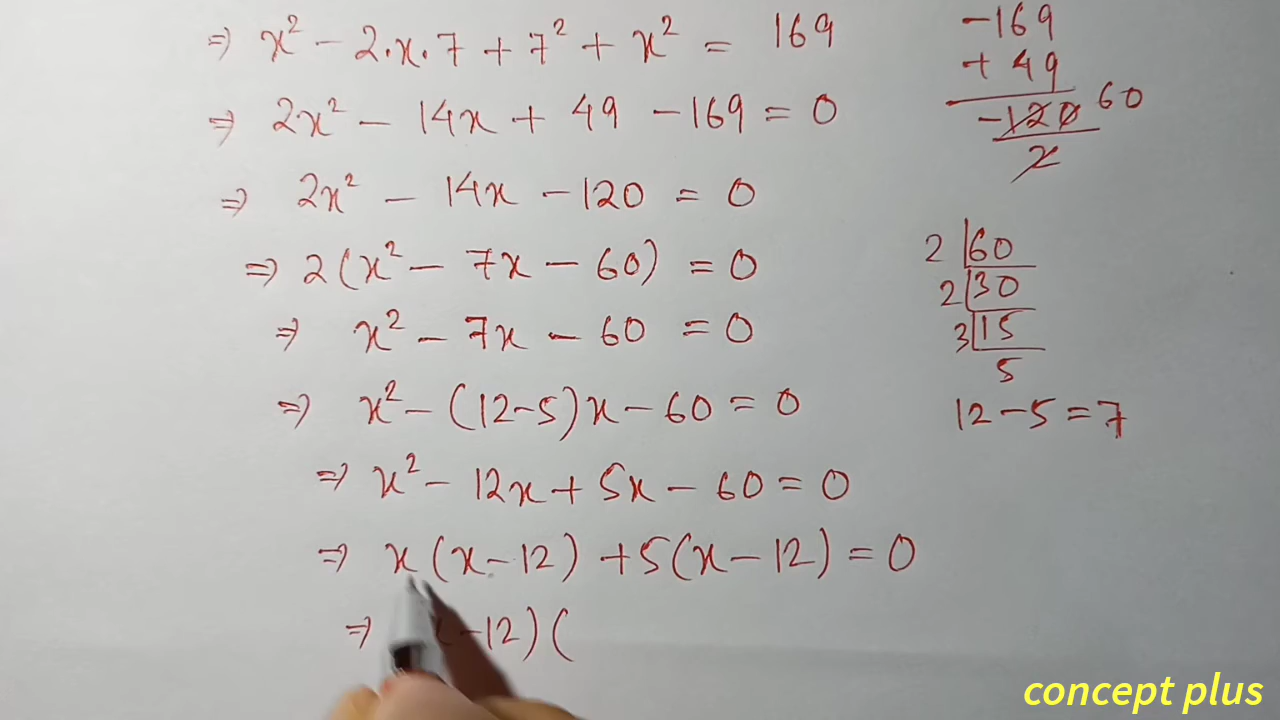 ⇒ x² − 2·x·7 + 7² + x² = 169
⇒ 2x² − 14x + 49 − 169 = 0
⇒ 2x² − 14x − 120 = 0
⇒ 2(x² − 7x − 60) = 0
⇒ x² − 7x − 60 = 0
⇒ x² − (12−5)x − 60 = 0
⇒ x² − 12x + 5x − 60 = 0
⇒ x(x−12) + 5(x−12) = 0
⇒ x−12)(
−169
+ 49
−120 60
2
2 |60
2 |30
3 |15
5
12 − 5 = 7
concept plus